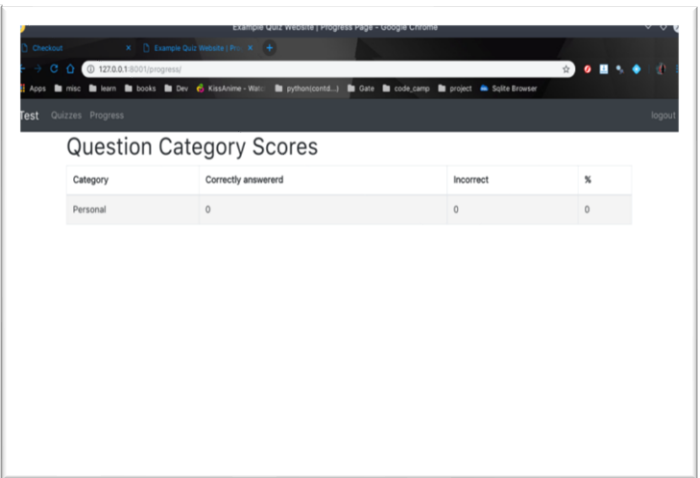 Example Quiz Website | Progress Page - Google Chrome
Checkout × Example Quiz Website | Pro ×
127.0.0.1:8001/progress/
Apps misc learn books Dev KissAnime - Wat python(contd...) Gate code_camp project Sqlite Browser
Test Quizzes Progress logout
Question Category Scores
Category Correctly answererd Incorrect %
Personal 0 0 0